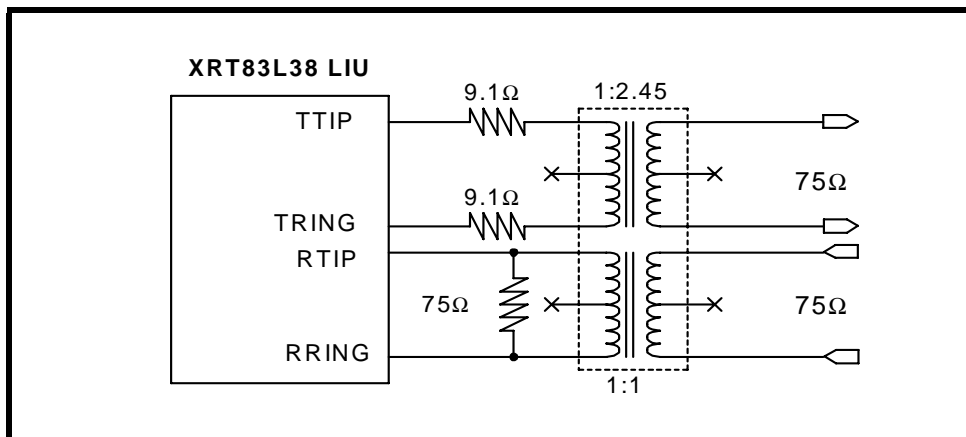 XRT83L38 LIU
9.1Ω
1:2.45
TTIP
75Ω
9.1Ω
TRING
RTIP
75Ω
75Ω
RRING
1:1